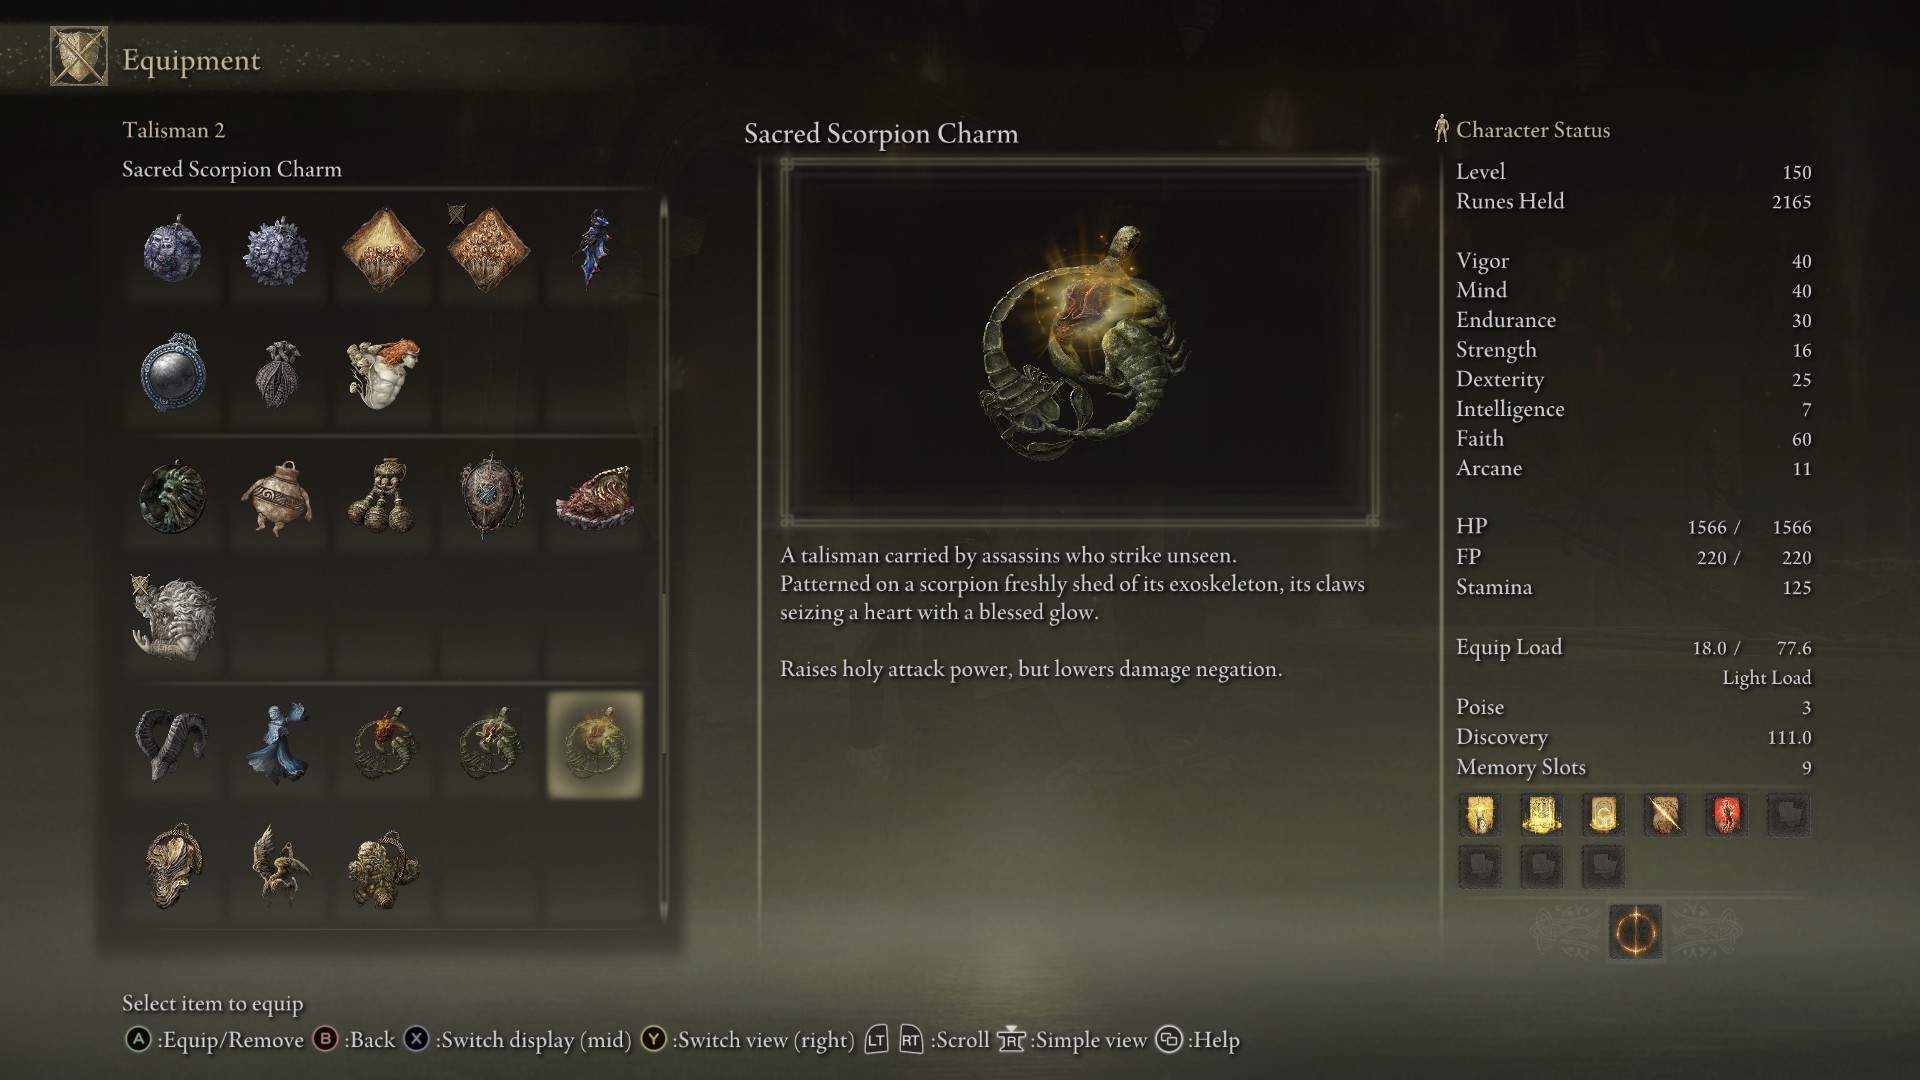 Equipment
Talisman 2
Sacred Scorpion Charm
Sacred Scorpion Charm
A talisman carried by assassins who strike unseen.
Patterned on a scorpion freshly shed of its exoskeleton, its claws
seizing a heart with a blessed glow.
Raises holy attack power, but lowers damage negation.
Character Status
Level 150
Runes Held 2165
Vigor 40
Mind 40
Endurance 30
Strength 16
Dexterity 25
Intelligence 7
Faith 60
Arcane 11
HP 1566 / 1566
FP 220 / 220
Stamina 125
Equip Load 18.0 / 77.6
Light Load
Poise 3
Discovery 111.0
Memory Slots 9
Select item to equip
A :Equip/Remove B :Back X :Switch display (mid) Y :Switch view (right) LT RT :Scroll R :Simple view :Help